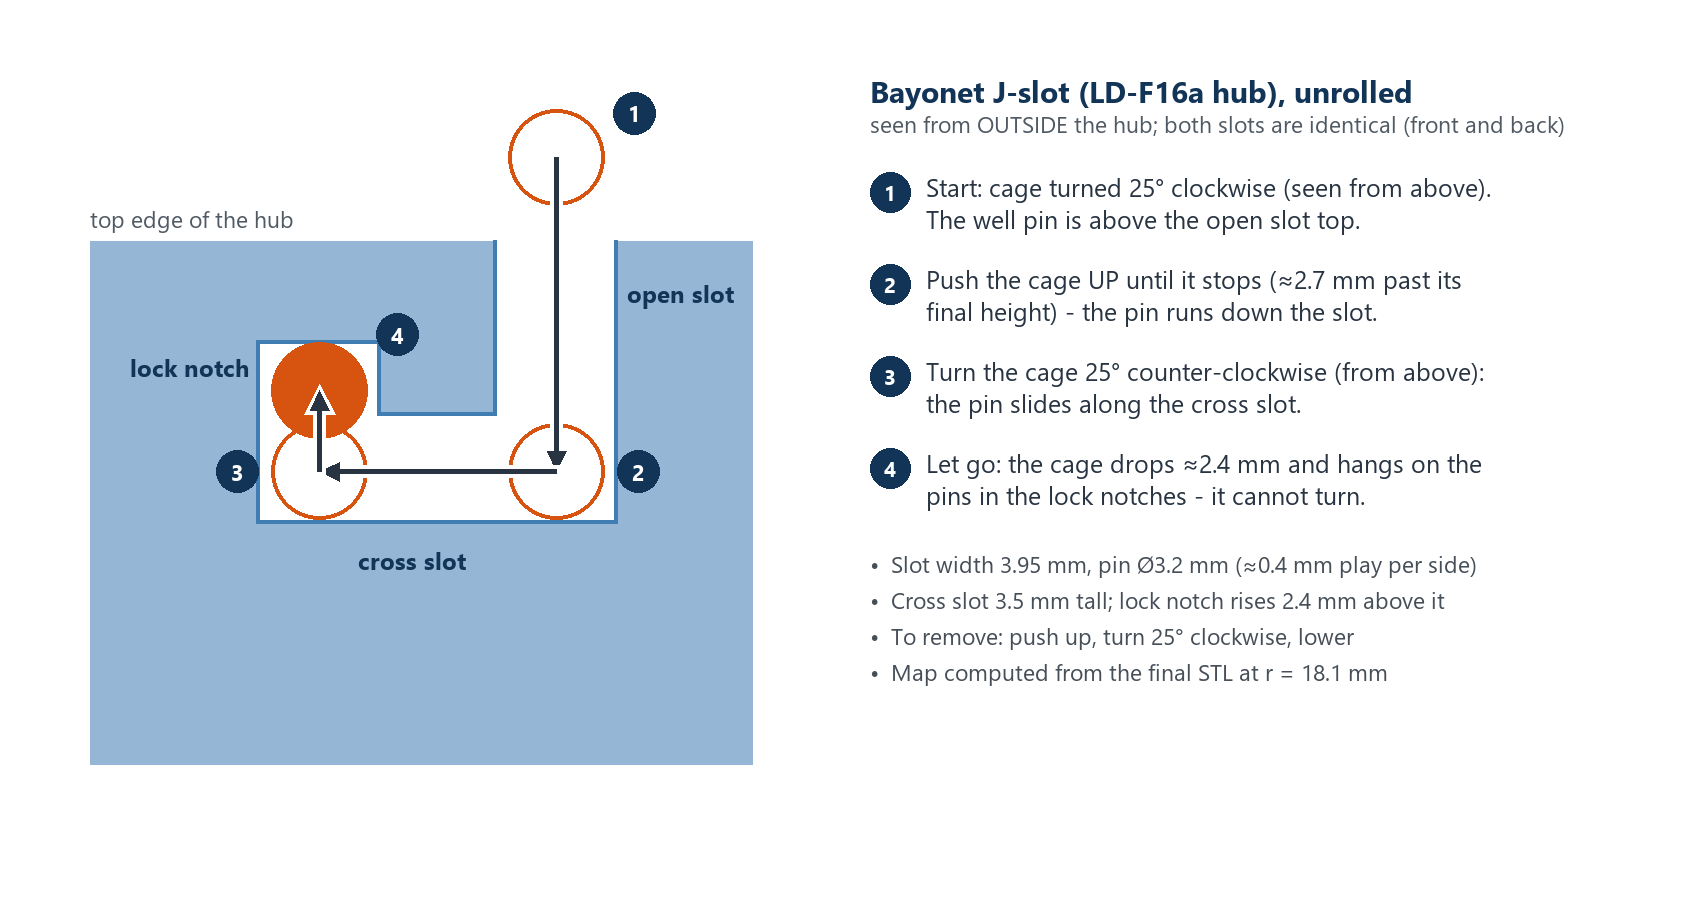 1
top edge of the hub
open slot
4
lock notch
3
2
cross slot
Bayonet J-slot (LD-F16a hub), unrolled
seen from OUTSIDE the hub; both slots are identical (front and back)
1 Start: cage turned 25° clockwise (seen from above).
The well pin is above the open slot top.
2 Push the cage UP until it stops (≈2.7 mm past its
final height) - the pin runs down the slot.
3 Turn the cage 25° counter-clockwise (from above):
the pin slides along the cross slot.
4 Let go: the cage drops ≈2.4 mm and hangs on the
pins in the lock notches - it cannot turn.
• Slot width 3.95 mm, pin Ø3.2 mm (≈0.4 mm play per side)
• Cross slot 3.5 mm tall; lock notch rises 2.4 mm above it
• To remove: push up, turn 25° clockwise, lower
• Map computed from the final STL at r = 18.1 mm